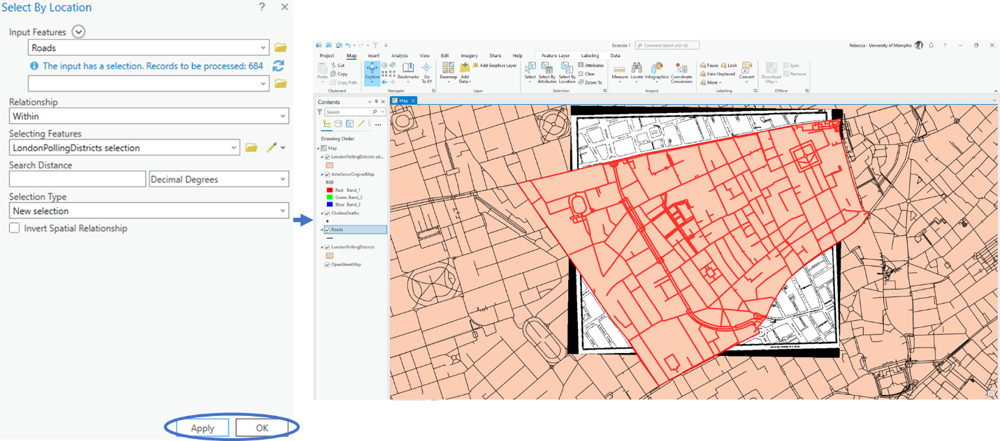 Select By Location ? ×
Input Features
Roads
The input has a selection. Records to be processed: 684
Relationship
Within
Selecting Features
LondonPollingDistricts selection
Search Distance
Decimal Degrees
Selection Type
New selection
Invert Spatial Relationship
Apply OK
Exercise 1 Command Search (Alt+Q) Rebecca - University of Memphis ?
Project Map Insert Analysis View Edit Imagery Share Help Feature Layer Labeling Data
Paste Cut Copy Copy Path
Clipboard
Explore Bookmarks Go To XY
Navigate
Basemap Add Data Add Graphics Layer
Layer
Select Select By Attributes Select By Location Attributes Clear Zoom To
Selection
Measure Locate Infographics Coordinate Conversion
Inquiry
Pause Lock View Unplaced More Convert
Labeling
Download Map Sync Remove
Offline
Contents
Map ×
Search
Drawing Order
Map
LondonPollingDistricts sel...
JohnSnowOriginalMap
RGB
Red: Band_1
Green: Band_2
Blue: Band_3
CholeraDeaths
Roads
LondonPollingDistricts
OpenStreetMap